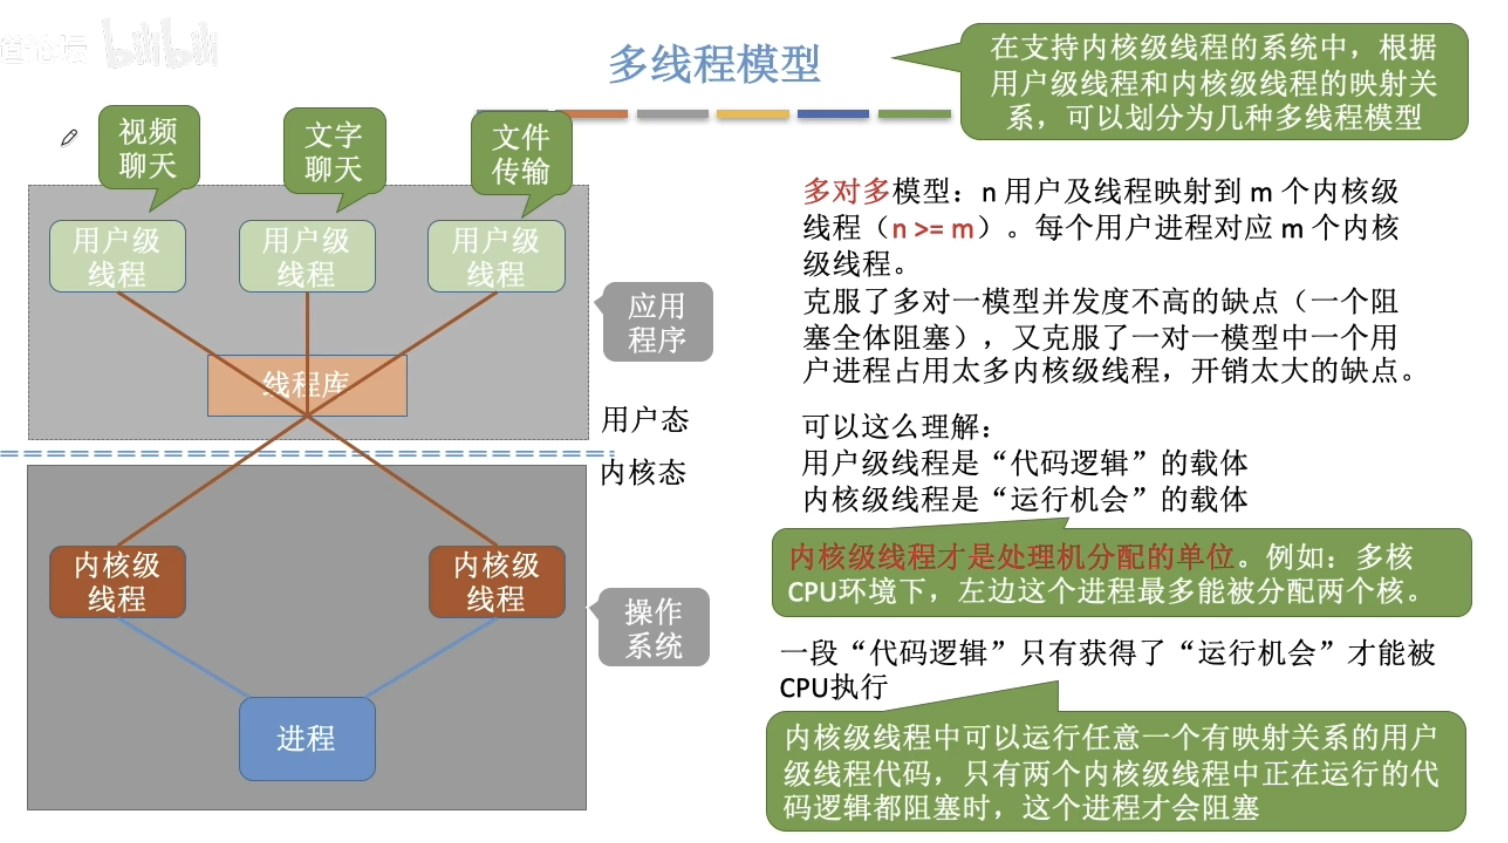 道论坛 bilibili
多线程模型
在支持内核级线程的系统中，根据
用户级线程和内核级线程的映射关
系，可以划分为几种多线程模型
视频
聊天
文字
聊天
文件
传输
用户级
线程
用户级
线程
用户级
线程
应用
程序
线程库
用户态
内核态
内核级
线程
内核级
线程
操作
系统
进程
多对多模型：n 用户及线程映射到 m 个内核级
线程（n >= m）。每个用户进程对应 m 个内核
级线程。
克服了多对一模型并发度不高的缺点（一个阻
塞全体阻塞），又克服了一对一模型中一个用
户进程占用太多内核级线程，开销太大的缺点。
可以这么理解：
用户级线程是“代码逻辑”的载体
内核级线程是“运行机会”的载体
内核级线程才是处理机分配的单位。例如：多核
CPU环境下，左边这个进程最多能被分配两个核。
一段“代码逻辑”只有获得了“运行机会”才能被
CPU执行
内核级线程中可以运行任意一个有映射关系的用户
级线程代码，只有两个内核级线程中正在运行的代
码逻辑都阻塞时，这个进程才会阻塞